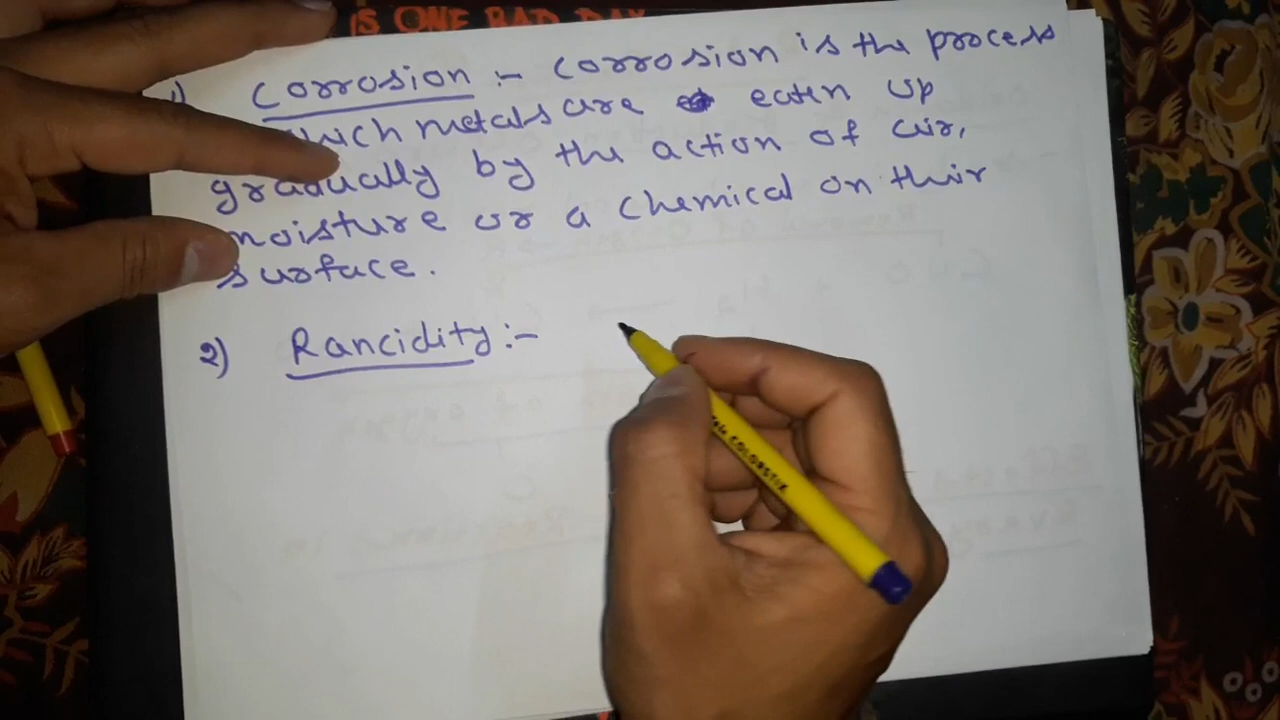 IS ONE BAD DAY
1) Corrosion :- Corrosion is the process
which metals are eaten up
gradually by the action of air,
moisture or a chemical on their
surface.
2) Rancidity :-
COLORSTIX